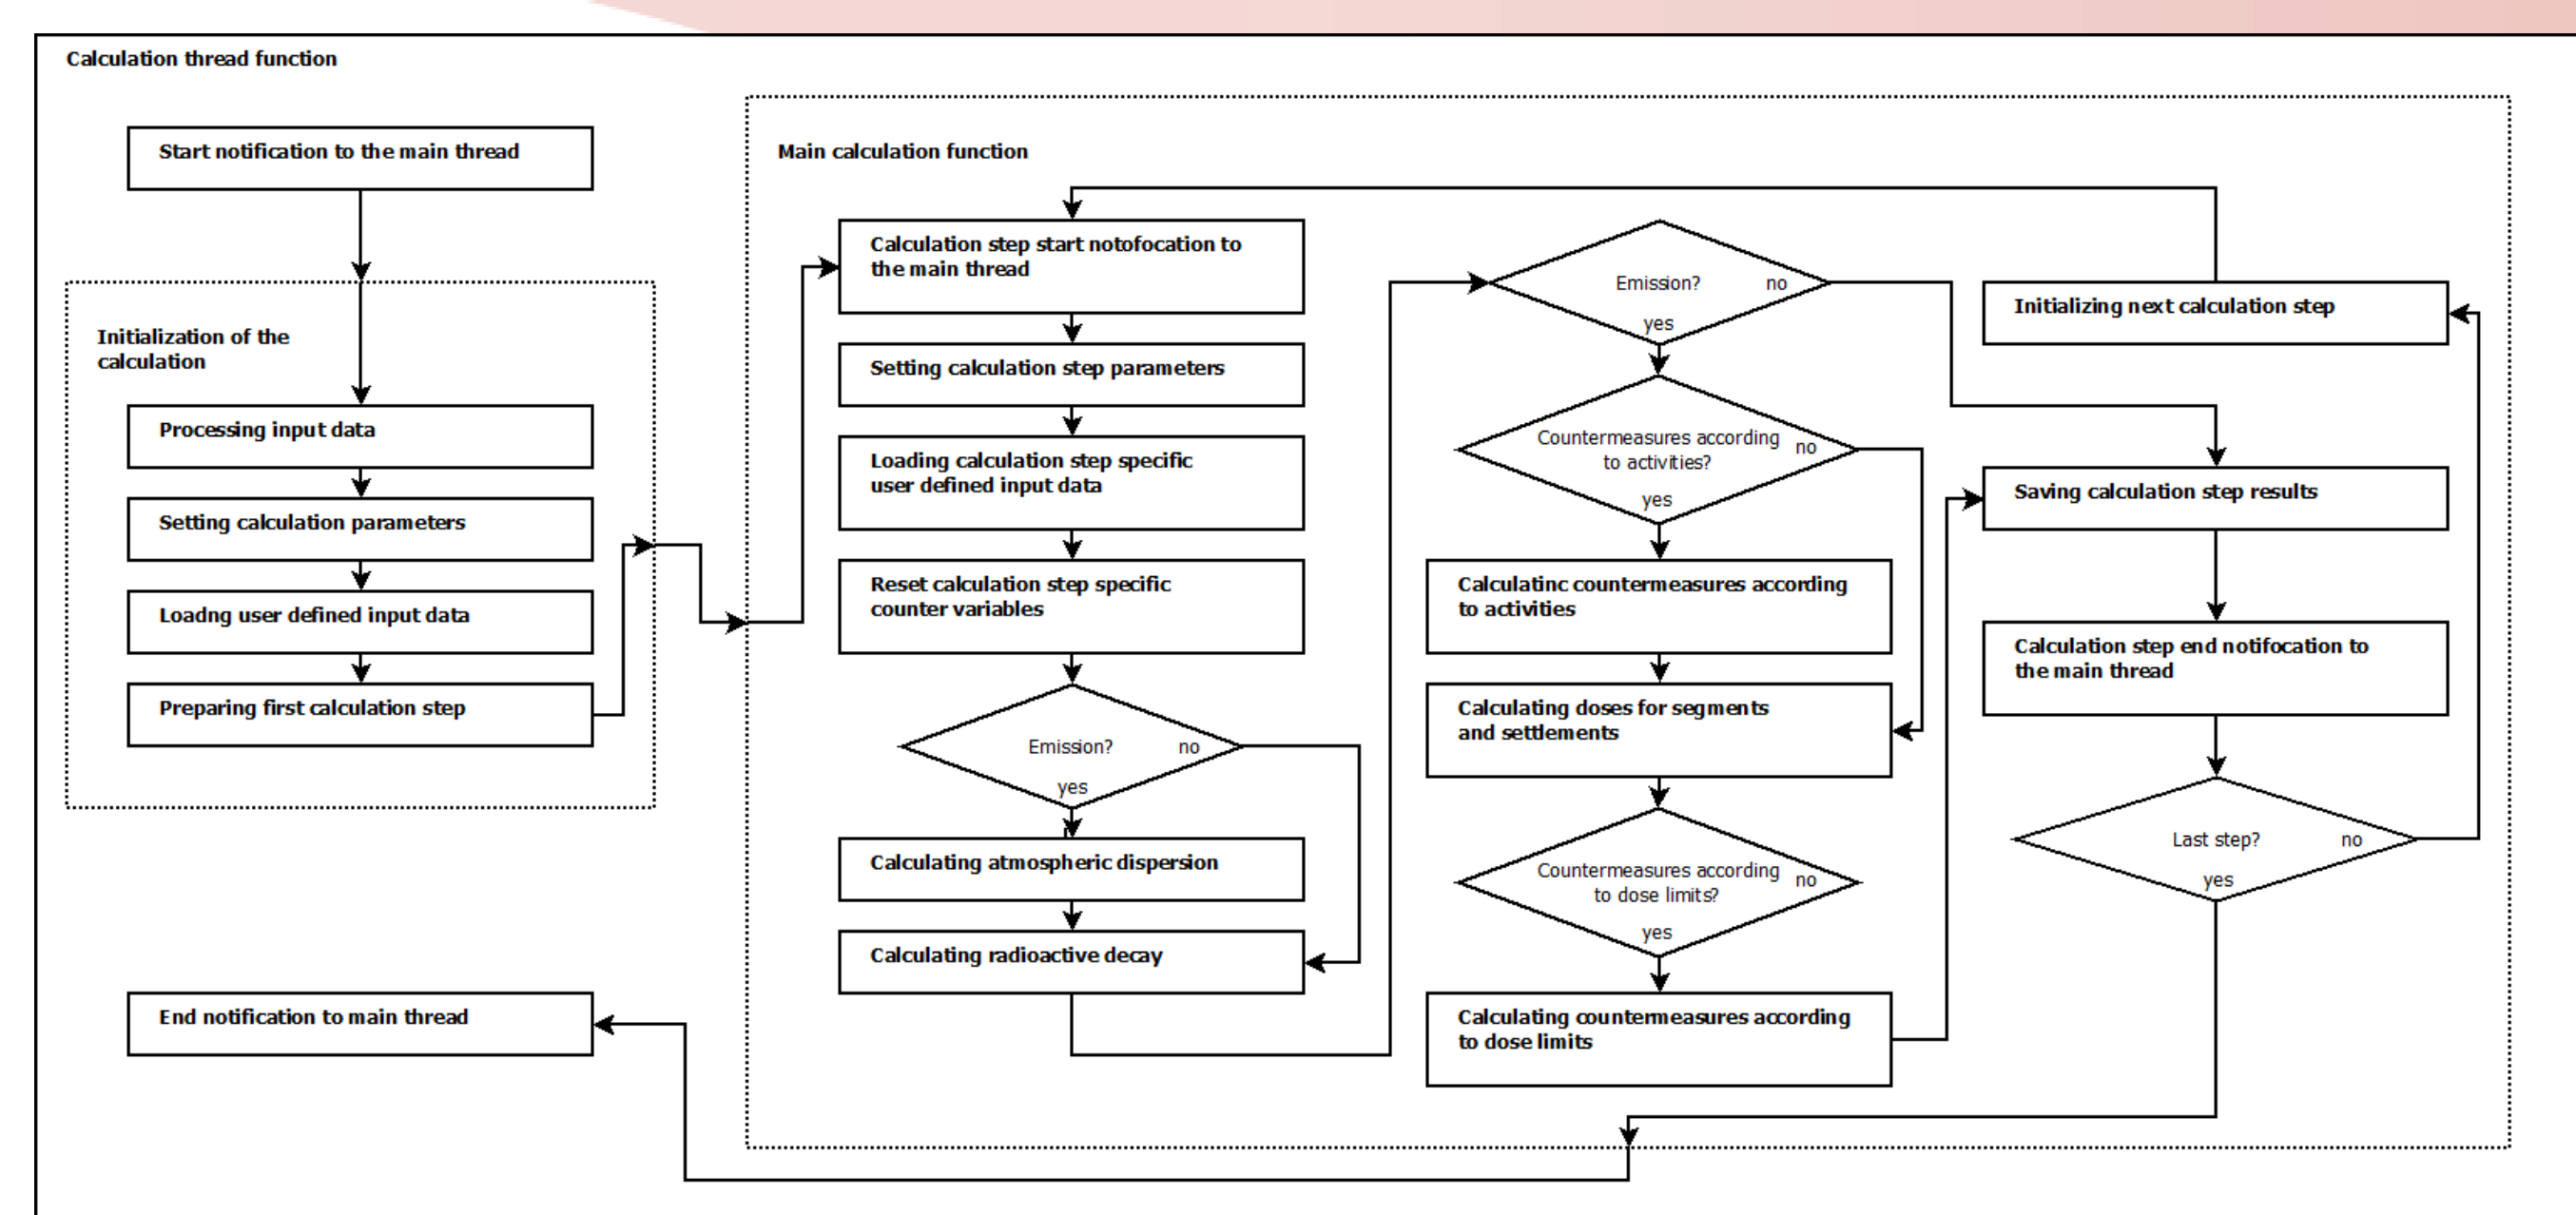 Calculation thread function
Start notification to the main thread
Initialization of the
calculation
Processing input data
Setting calculation parameters
Loadng user defined input data
Preparing first calculation step
End notification to main thread
Main calculation function
Calculation step start notofocation to
the main thread
Setting calculation step parameters
Loading calculation step specific
user defined input data
Reset calculation step specific
counter variables
Emission?
no
yes
Calculating atmospheric dispersion
Calculating radioactive decay
Emission?
no
yes
Countermeasures according
to activities?
no
yes
Calculatinc countermeasures according
to activities
Calculating doses for segments
and settlements
Countermeasures according
to dose limits?
no
yes
Calculating countermeasures according
to dose limits
Initializing next calculation step
Saving calculation step results
Calculation step end notifocation to
the main thread
Last step?
no
yes